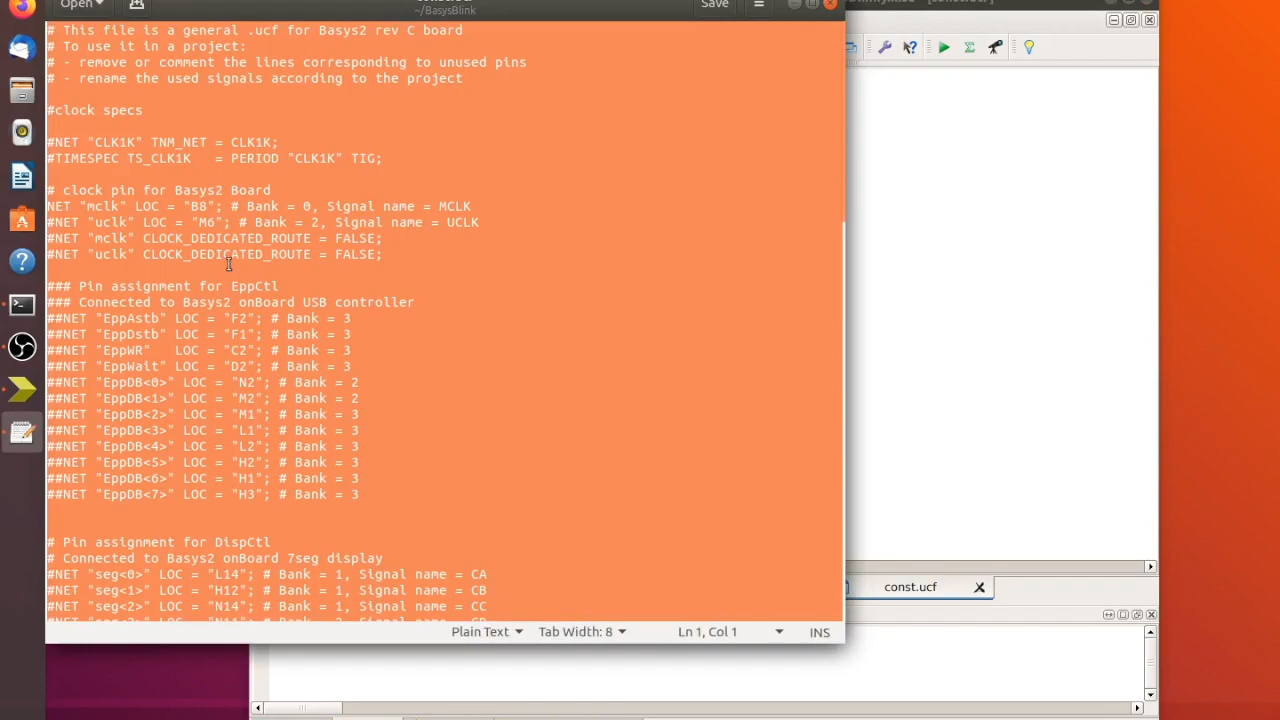 Open
~/BasysBlink
Save
# This file is a general .ucf for Basys2 rev C board
# To use it in a project:
# - remove or comment the lines corresponding to unused pins
# - rename the used signals according to the project
#clock specs
#NET "CLK1K" TNM_NET = CLK1K;
#TIMESPEC TS_CLK1K   = PERIOD "CLK1K" TIG;
# clock pin for Basys2 Board
NET "mclk" LOC = "B8"; # Bank = 0, Signal name = MCLK
#NET "uclk" LOC = "M6"; # Bank = 2, Signal name = UCLK
#NET "mclk" CLOCK_DEDICATED_ROUTE = FALSE;
#NET "uclk" CLOCK_DEDICATED_ROUTE = FALSE;
### Pin assignment for EppCtl
### Connected to Basys2 onBoard USB controller
##NET "EppAstb" LOC = "F2"; # Bank = 3
##NET "EppDstb" LOC = "F1"; # Bank = 3
##NET "EppWR"   LOC = "C2"; # Bank = 3
##NET "EppWait" LOC = "D2"; # Bank = 3
##NET "EppDB<0>" LOC = "N2"; # Bank = 2
##NET "EppDB<1>" LOC = "M2"; # Bank = 2
##NET "EppDB<2>" LOC = "M1"; # Bank = 3
##NET "EppDB<3>" LOC = "L1"; # Bank = 3
##NET "EppDB<4>" LOC = "L2"; # Bank = 3
##NET "EppDB<5>" LOC = "H2"; # Bank = 3
##NET "EppDB<6>" LOC = "H1"; # Bank = 3
##NET "EppDB<7>" LOC = "H3"; # Bank = 3
# Pin assignment for DispCtl
# Connected to Basys2 onBoard 7seg display
#NET "seg<0>" LOC = "L14"; # Bank = 1, Signal name = CA
#NET "seg<1>" LOC = "H12"; # Bank = 1, Signal name = CB
#NET "seg<2>" LOC = "N14"; # Bank = 1, Signal name = CC
Plain Text
Tab Width: 8
Ln 1, Col 1
INS
const.ucf